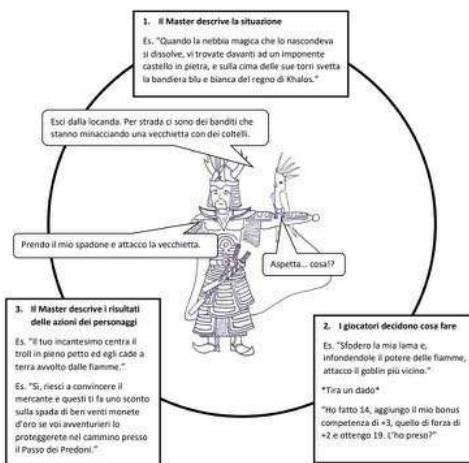 1. Il Master descrive la situazione
Es. "Quando la nebbia magica che lo nascondeva
si dissolve, vi trovate davanti ad un imponente
castello in pietra, e sulla cima delle sue torri svetta
la bandiera blu e bianca del regno di Khalos."
Esci dalla locanda. Per strada ci sono dei banditi che
stanno minacciando una vecchietta con dei coltelli.
Prendo il mio spadone e attacco la vecchietta.
Aspetta... cosa!?
2. I giocatori decidono cosa fare
Es. "Sfodero la mia lama e,
infondendole il potere delle fiamme,
attacco il goblin più vicino."
*Tira un dado*
"Ho fatto 14, aggiungo il mio bonus
competenza di +3, quello di forza di
+2 e ottengo 19. L'ho preso?"
3. Il Master descrive i risultati
delle azioni dei personaggi
Es. "Il tuo incantesimo centra il
troll in pieno petto ed egli cade a
terra avvolto dalle fiamme."
Es. "Sì, riesci a convincere il
mercante e questi ti fa uno sconto
sulla spada di ben venti monete
d'oro se voi avventurieri lo
proteggerete nel cammino presso
il Passo dei Predoni."